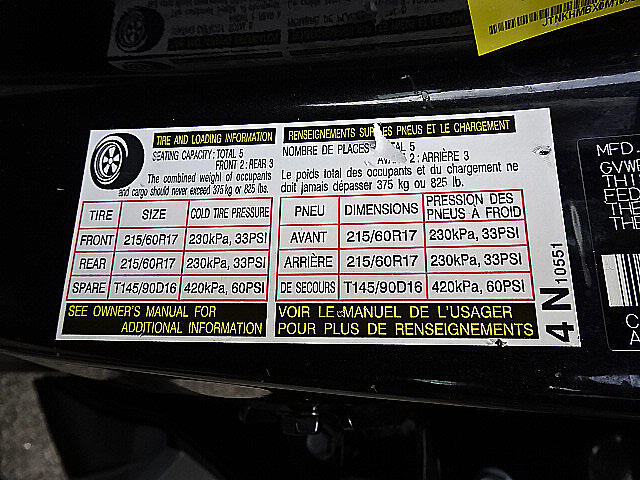 TIRE AND LOADING INFORMATION
SEATING CAPACITY: TOTAL 5
FRONT 2: REAR 3
The combined weight of occupants
and cargo should never exceed 375 kg or 825 lbs.
TIRE SIZE COLD TIRE PRESSURE
FRONT 215/60R17 230kPa, 33PSI
REAR 215/60R17 230kPa, 33PSI
SPARE T145/90D16 420kPa, 60PSI
SEE OWNER'S MANUAL FOR
ADDITIONAL INFORMATION
RENSEIGNEMENTS SUR LES PNEUS ET LE CHARGEMENT
NOMBRE DE PLACES 5
2: ARRIÈRE 3
Le poids total des occupants et du chargement ne
doit jamais dépasser 375 kg ou 825 lb.
PNEU DIMENSIONS PRESSION DES
PNEUS À FROID
AVANT 215/60R17 230kPa, 33PSI
ARRIÈRE 215/60R17 230kPa, 33PSI
DE SECOURS T145/90D16 420kPa, 60PSI
VOIR LE MANUEL DE L'USAGER
POUR PLUS DE RENSEIGNEMENTS
4 N 10551
MFD.
GVWR
THI
FED
THE
THE
C
A